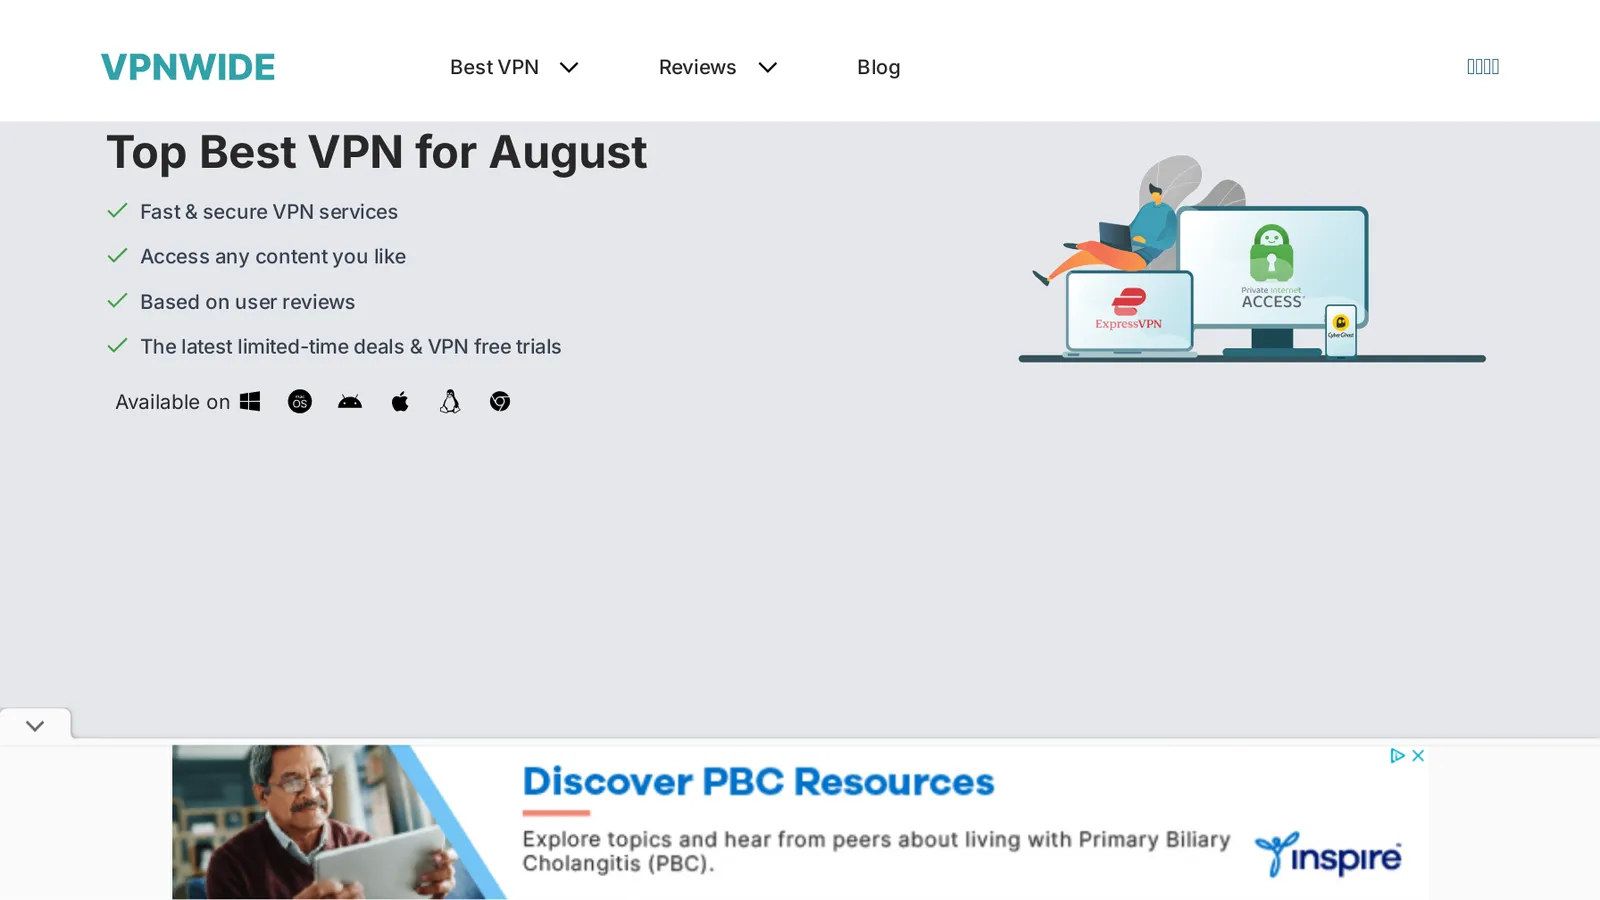 VPNWIDE
Best VPN
Reviews
Blog
Top Best VPN for August
Fast & secure VPN services
Access any content you like
Based on user reviews
The latest limited-time deals & VPN free trials
Available on
OS
ExpressVPN
Private Internet
ACCESS
CyberGhost
Discover PBC Resources
Explore topics and hear from peers about living with Primary Biliary
Cholangitis (PBC).
inspire